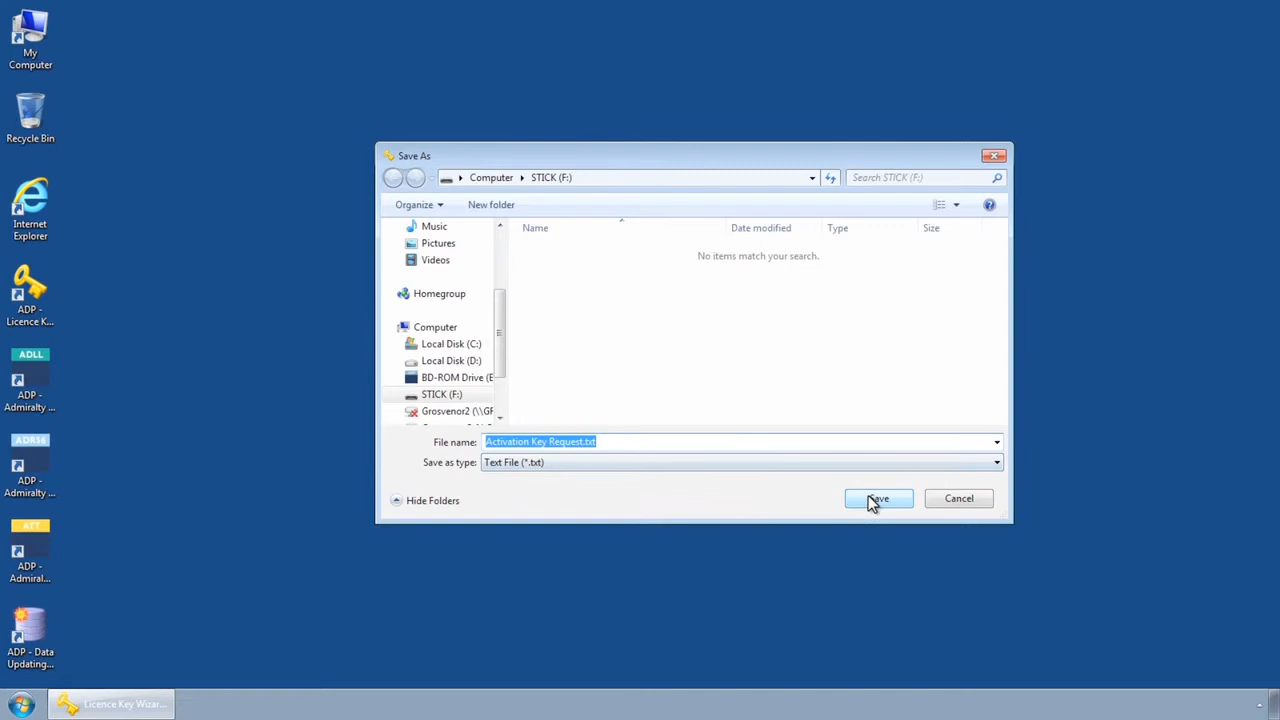 My
Computer
Recycle Bin
Internet
Explorer
ADP -
Licence K...
ADLL
ADP -
Admiralty ...
ADRS6
ADP -
Admiralty ...
ATT
ADP -
Admiral...
ADP - Data
Updating...
Save As
Computer
STICK (F:)
Search STICK (F:)
Organize
New folder
Music
Pictures
Videos
Homegroup
Computer
Local Disk (C:)
Local Disk (D:)
BD-ROM Drive (E
STICK (F:)
Grosvenor2 (\\GF
Name
Date modified
Type
Size
No items match your search.
File name:
Activation Key Request.txt
Save as type:
Text File (*.txt)
Hide Folders
Save
Cancel
Licence Key Wizar...